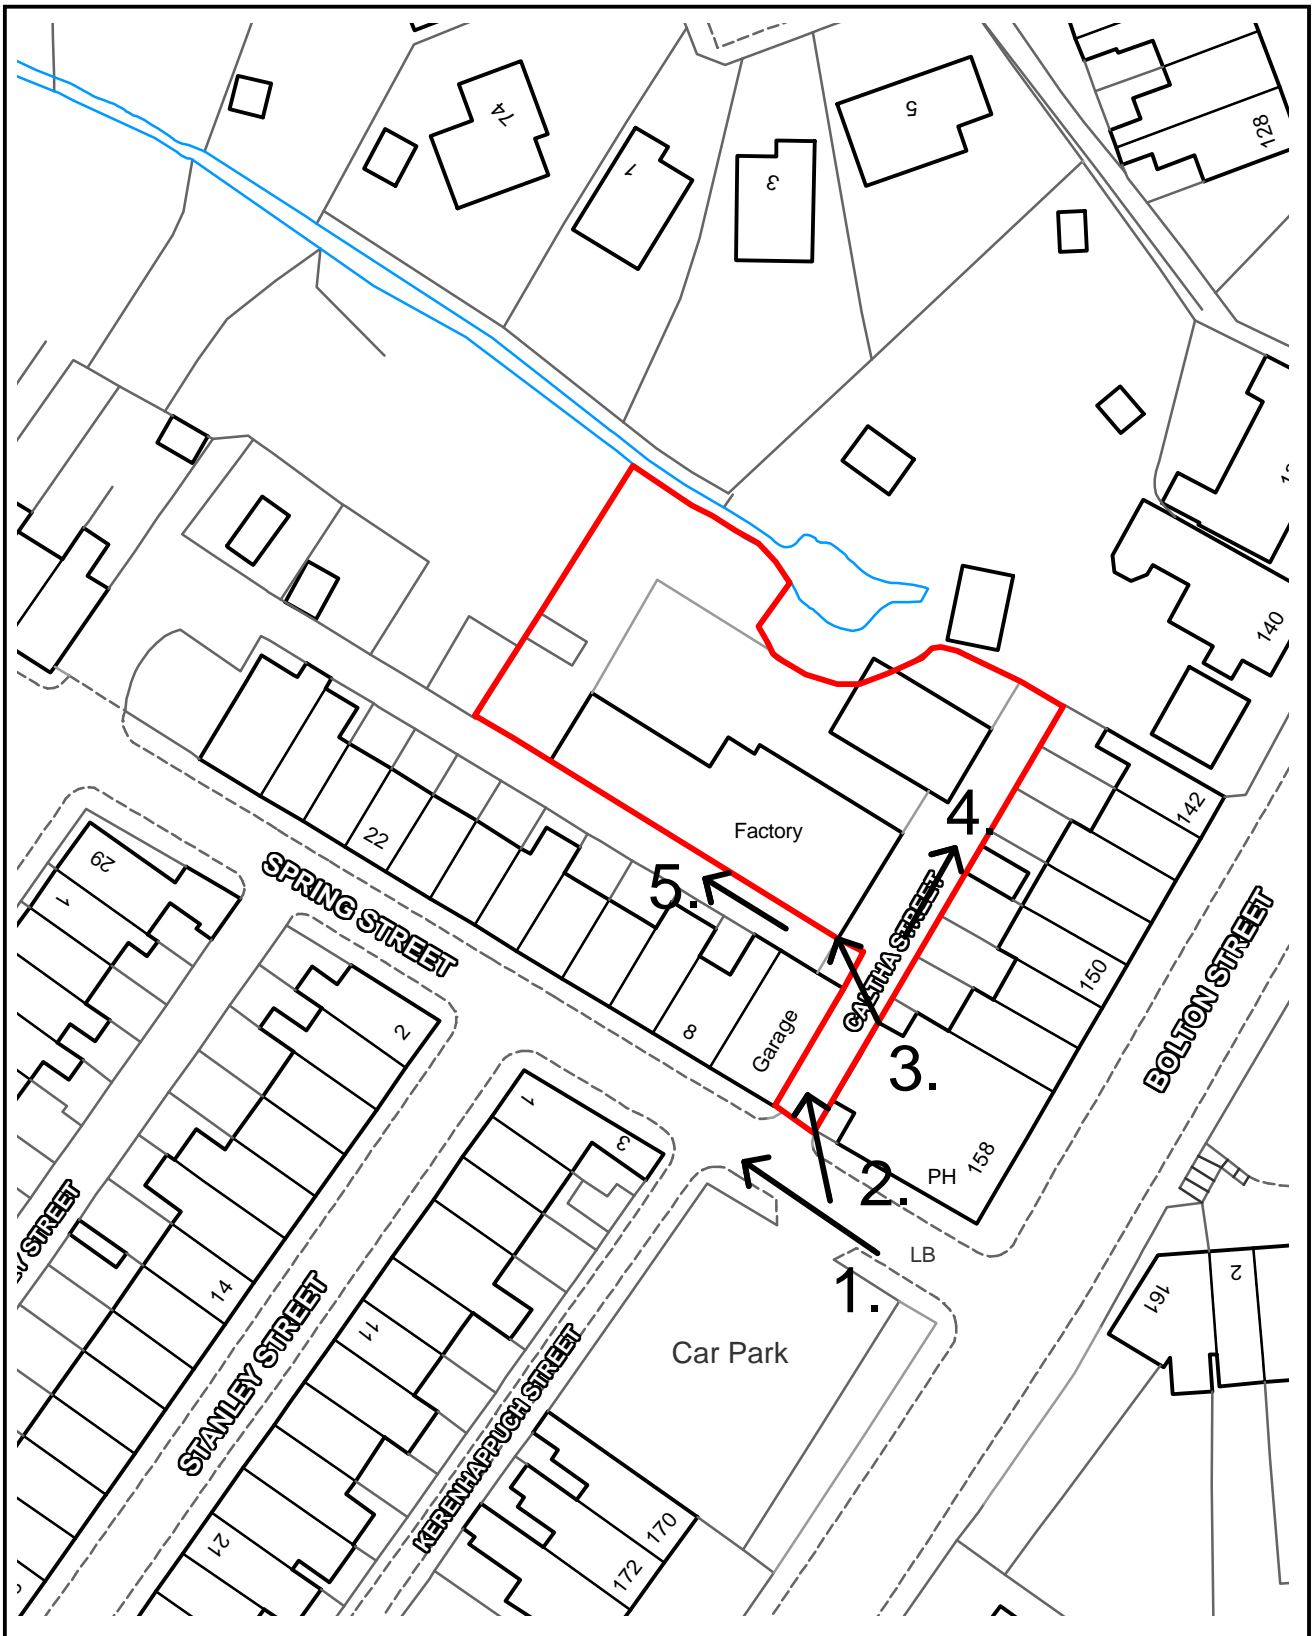 74
1
3
5
128
140
142
22
Factory
4.
5.
29
1
SPRING STREET
CALTHA STREET
150
BOLTON STREET
2
8
Garage
3.
1
3
2.
PH
158
LB
1.
Car Park
14
STANLEY STREET
11
KERENHAPPUCH STREET
161
2
21
170
172